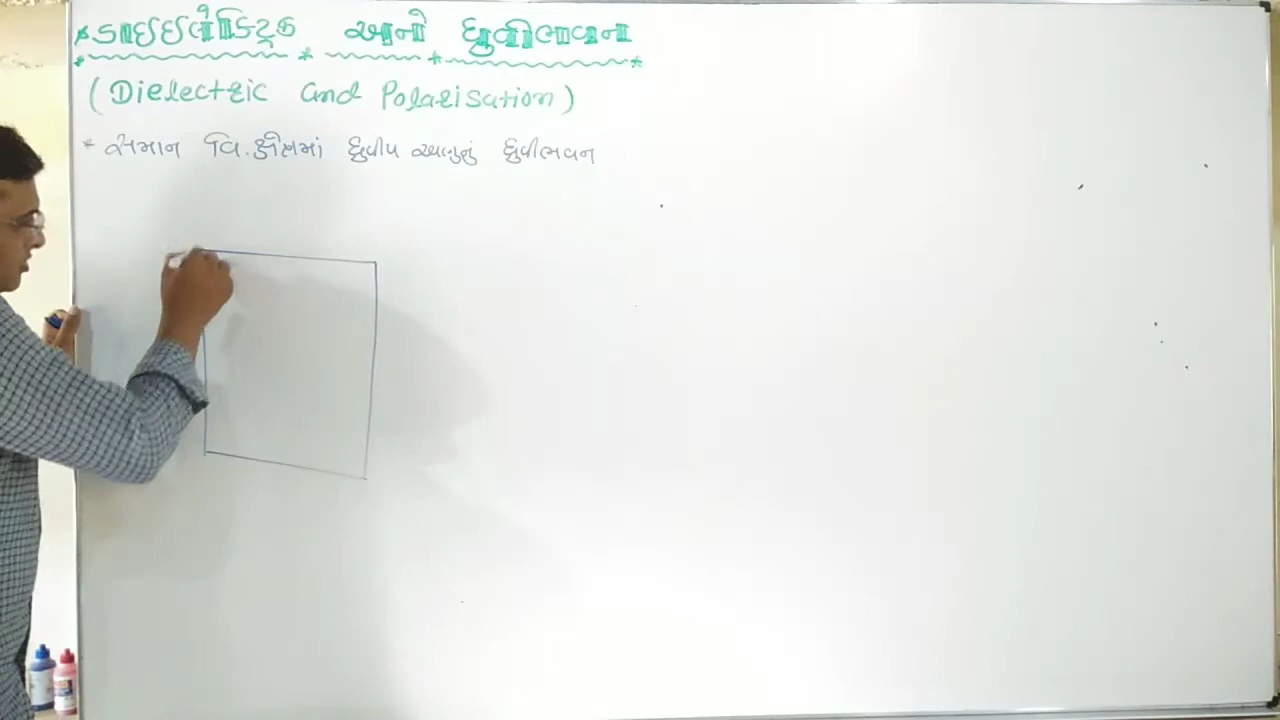 * ડાઇઇલેક્ટ્રિક અને ધ્રુવીભવન
(Dielectric and Polarisation)
* સમાન વિ.ક્ષેત્રમાં ધ્રુવીય અણુનું ધ્રુવીભવન